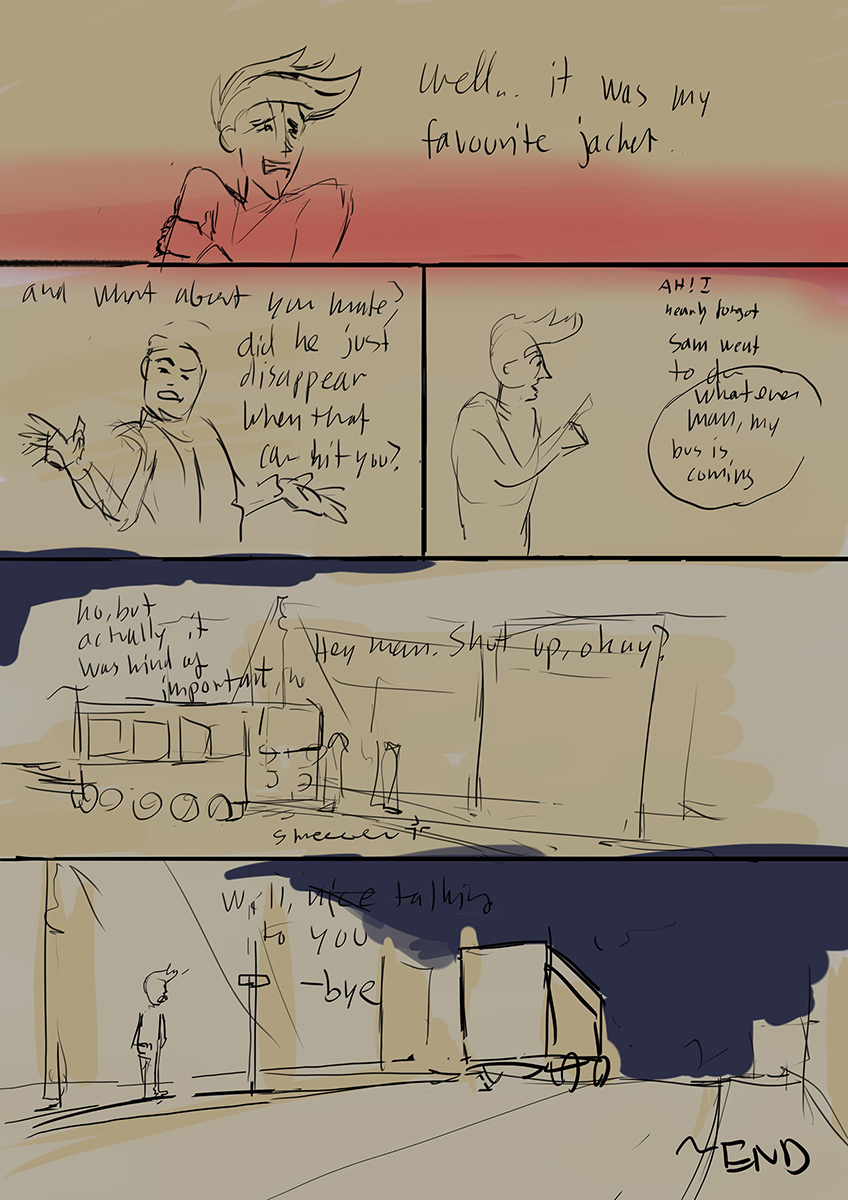 well... it was my
favourite jacket.
and what about you mate?
did he just
disappear
when that
car hit you?
AH! I
nearly forgot
Sam went
to
whatever
man, my
bus is
coming
no, but
actually it
was kind of
important, he
Hey man. Shut up, okay?
Well, nice talking
to you
-bye
~END